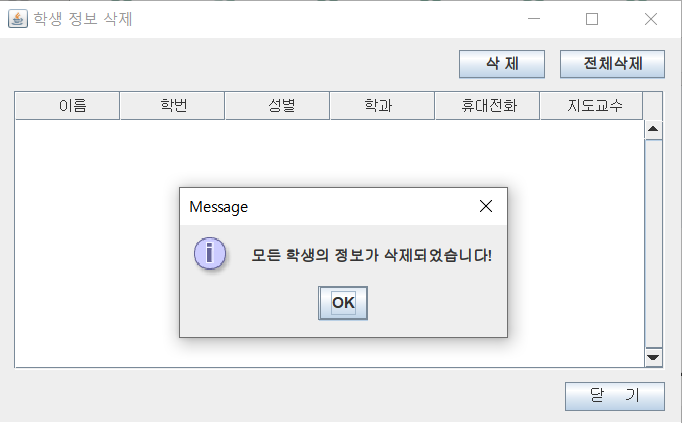 학생 정보 삭제
삭 제 전체삭제
이름 학번 성별 학과 휴대전화 지도교수
Message
모든 학생의 정보가 삭제되었습니다!
OK
닫 기